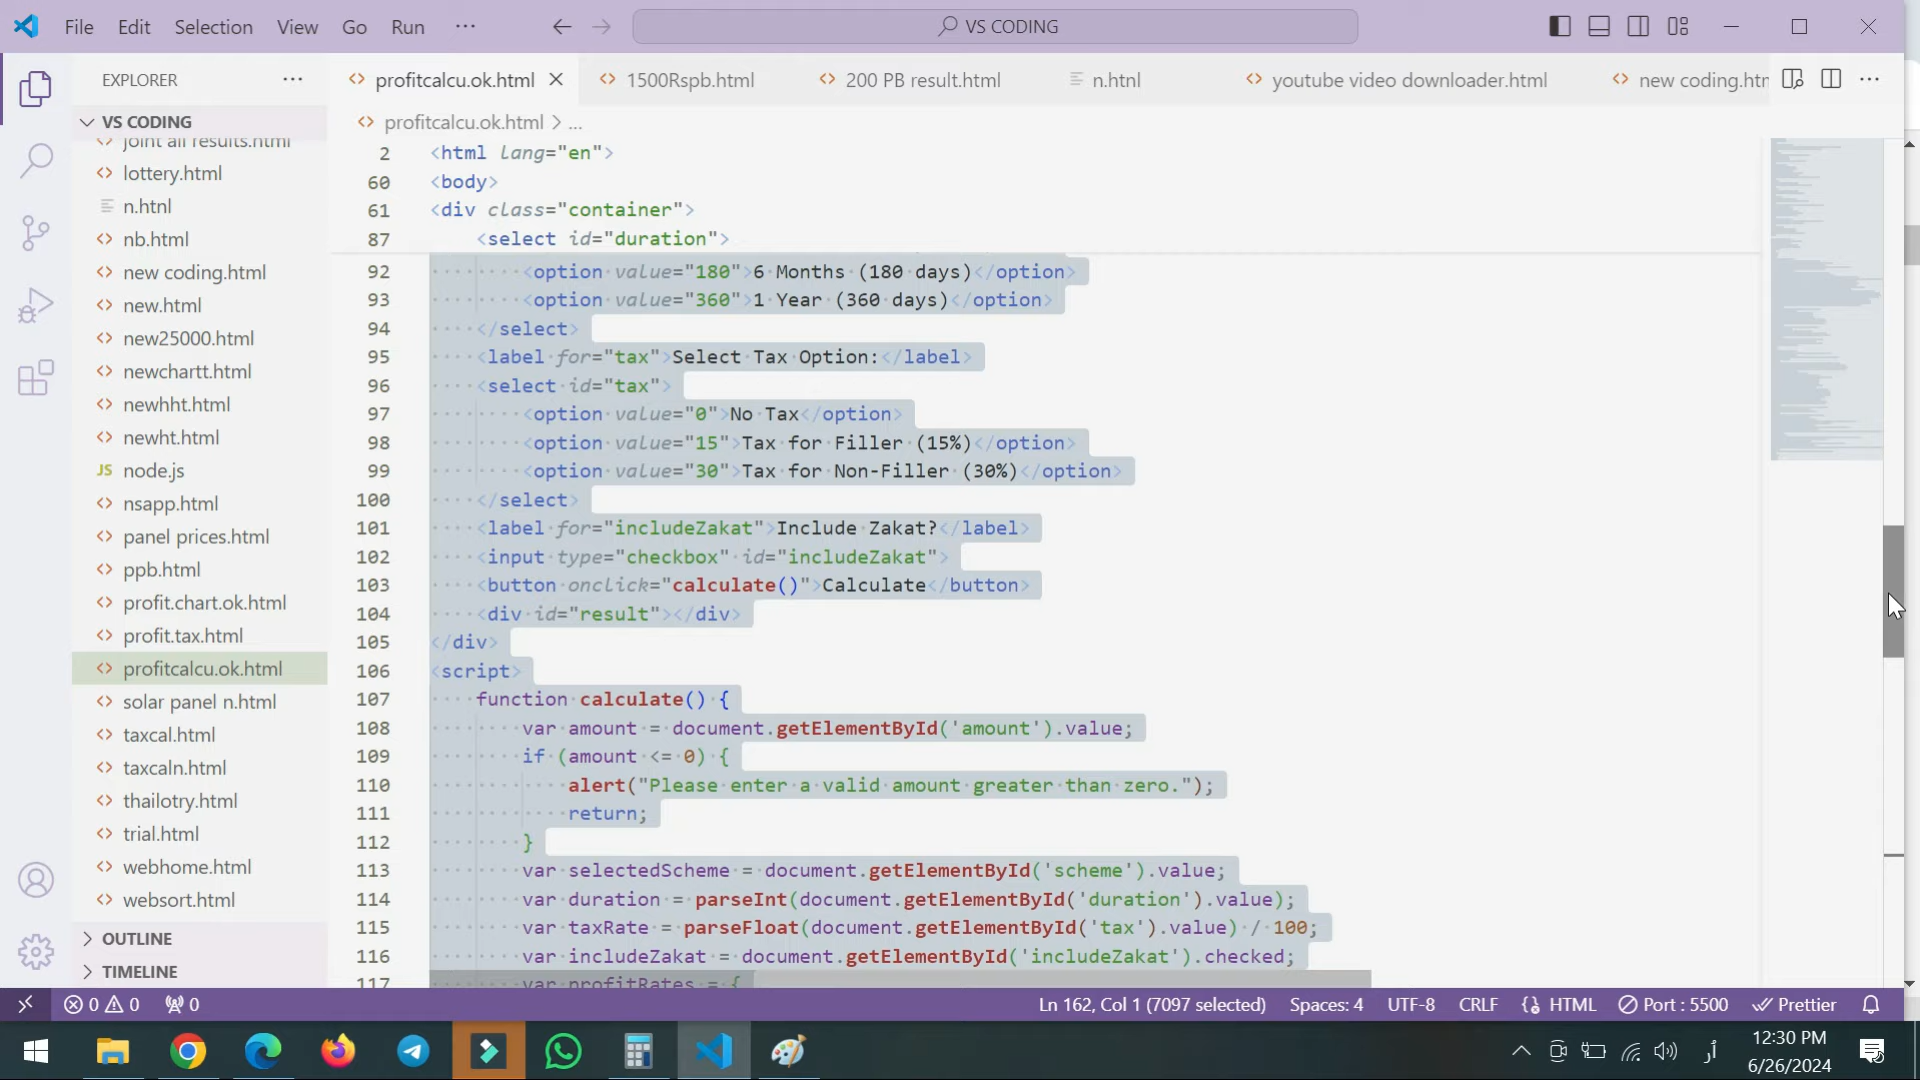 File Edit Selection View Go Run ··· VS CODING
EXPLORER ···
profitcalcu.ok.html 1500Rspb.html 200 PB result.html n.htnl youtube video downloader.html new coding.htm ···
VS CODING
profitcalcu.ok.html > ...
joint all results.html
lottery.html
n.htnl
nb.html
new coding.html
new.html
new25000.html
newchartt.html
newhht.html
newht.html
node.js
nsapp.html
panel prices.html
ppb.html
profit.chart.ok.html
profit.tax.html
profitcalcu.ok.html
solar panel n.html
taxcal.html
taxcaln.html
thailotry.html
trial.html
webhome.html
websort.html
OUTLINE
TIMELINE
2 <html lang="en">
60 <body>
61 <div class="container">
87 <select id="duration">
92 <option value="180">6 Months (180 days)</option>
93 <option value="360">1 Year (360 days)</option>
94 </select>
95 <label for="tax">Select Tax Option:</label>
96 <select id="tax">
97 <option value="0">No Tax</option>
98 <option value="15">Tax for Filler (15%)</option>
99 <option value="30">Tax for Non-Filler (30%)</option>
100 </select>
101 <label for="includeZakat">Include Zakat?</label>
102 <input type="checkbox" id="includeZakat">
103 <button onclick="calculate()">Calculate</button>
104 <div id="result"></div>
105 </div>
106 <script>
107 function calculate() {
108 var amount = document.getElementById('amount').value;
109 if (amount <= 0) {
110 alert("Please enter a valid amount greater than zero.");
111 return;
112 }
113 var selectedScheme = document.getElementById('scheme').value;
114 var duration = parseInt(document.getElementById('duration').value);
115 var taxRate = parseFloat(document.getElementById('tax').value) / 100;
116 var includeZakat = document.getElementById('includeZakat').checked;
117 var profitRates = {
0 0 0 Ln 162, Col 1 (7097 selected) Spaces: 4 UTF-8 CRLF HTML Port : 5500 Prettier
12:30 PM
6/26/2024